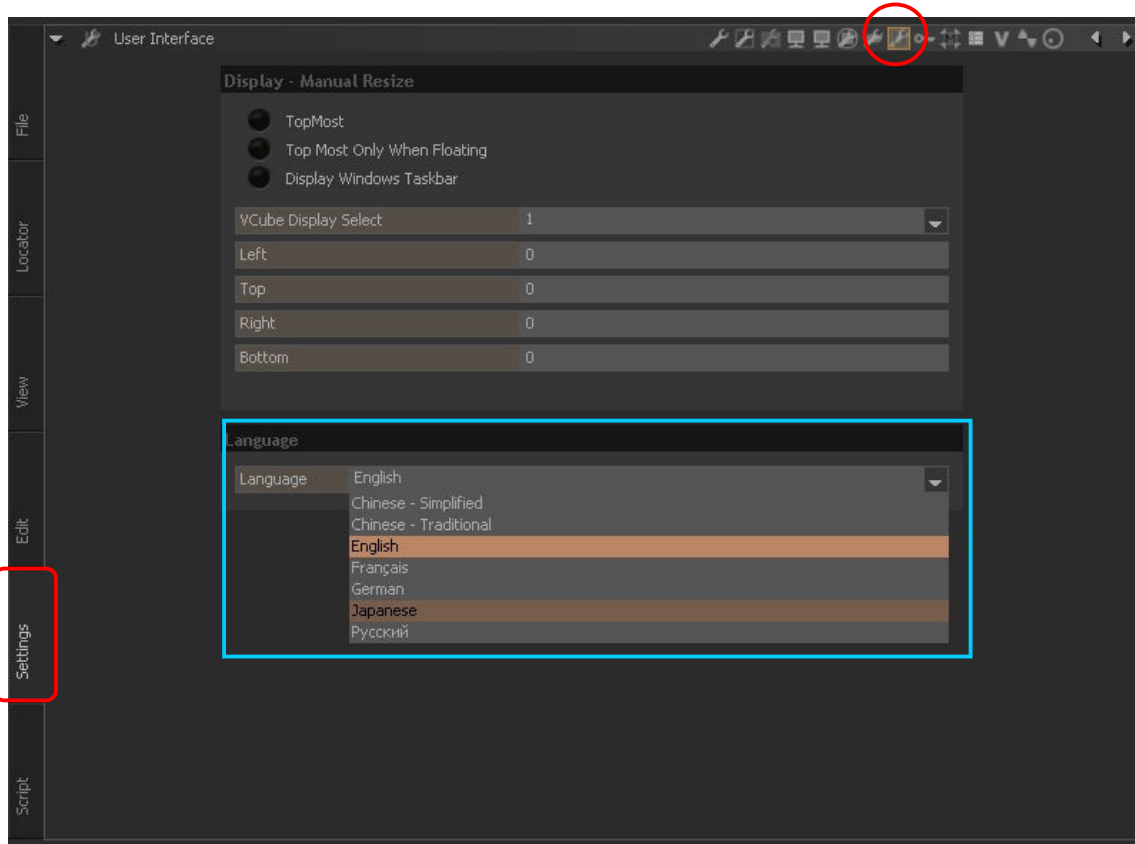 User Interface
V
Display - Manual Resize
TopMost
Top Most Only When Floating
Display Windows Taskbar
VCube Display Select 1
Left 0
Top 0
Right 0
Bottom 0
Language
Language English
Chinese - Simplified
Chinese - Traditional
English
Français
German
Japanese
Русский
File
Locator
View
Edit
Settings
Script